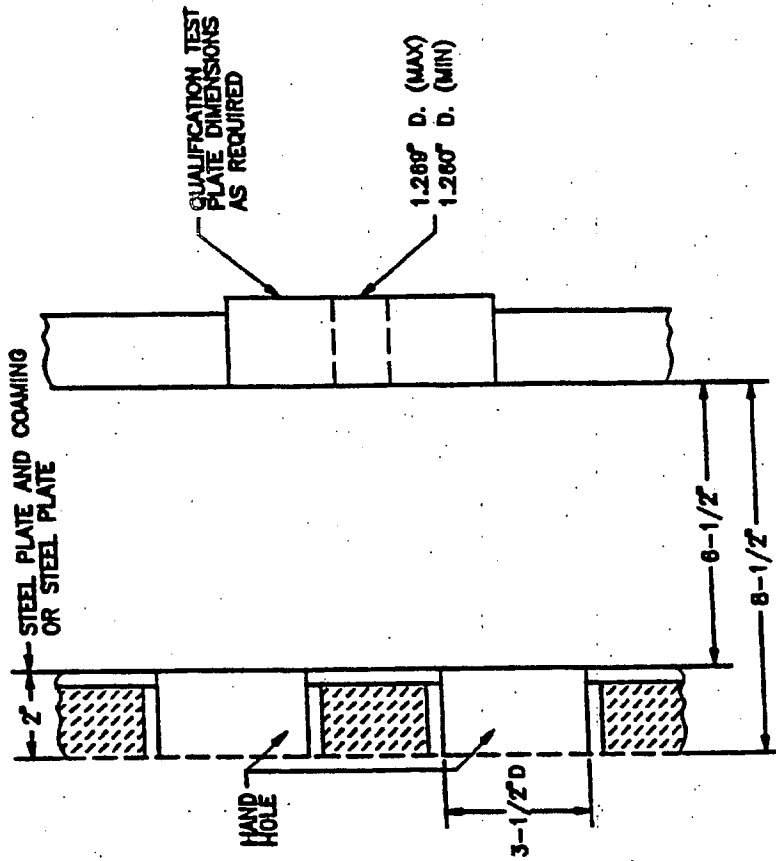 STEEL PLATE AND COAMING
OR STEEL PLATE
2"
QUALIFICATION TEST
PLATE DIMENSIONS
AS REQUIRED
1.289" D. (MAX)
1.260" D. (MIN)
HAND
HOLE
3-1/2"D
6-1/2"
8-1/2"